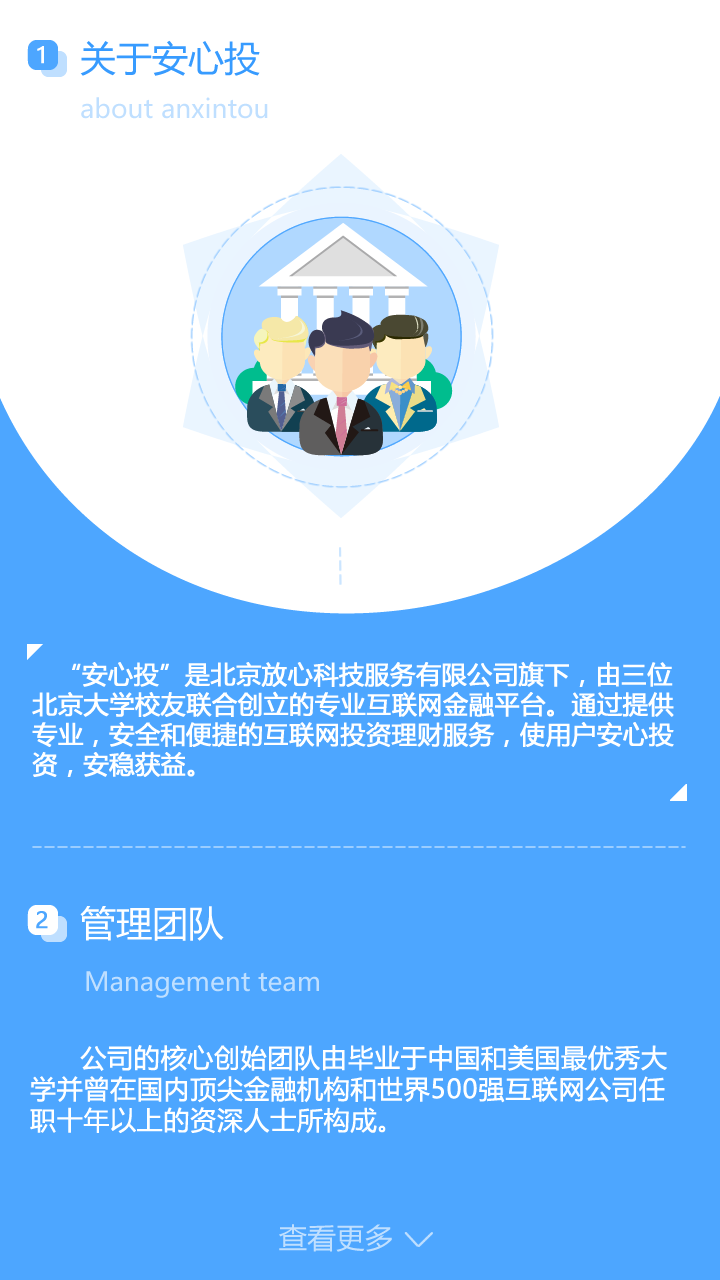 1
关于安心投
about anxintou
“安心投”是北京放心科技服务有限公司旗下，由三位
北京大学校友联合创立的专业互联网金融平台。通过提供
专业，安全和便捷的互联网投资理财服务，使用户安心投
资，安稳获益。
2
管理团队
Management team
公司的核心创始团队由毕业于中国和美国最优秀大
学并曾在国内顶尖金融机构和世界500强互联网公司任
职十年以上的资深人士所构成。
查看更多